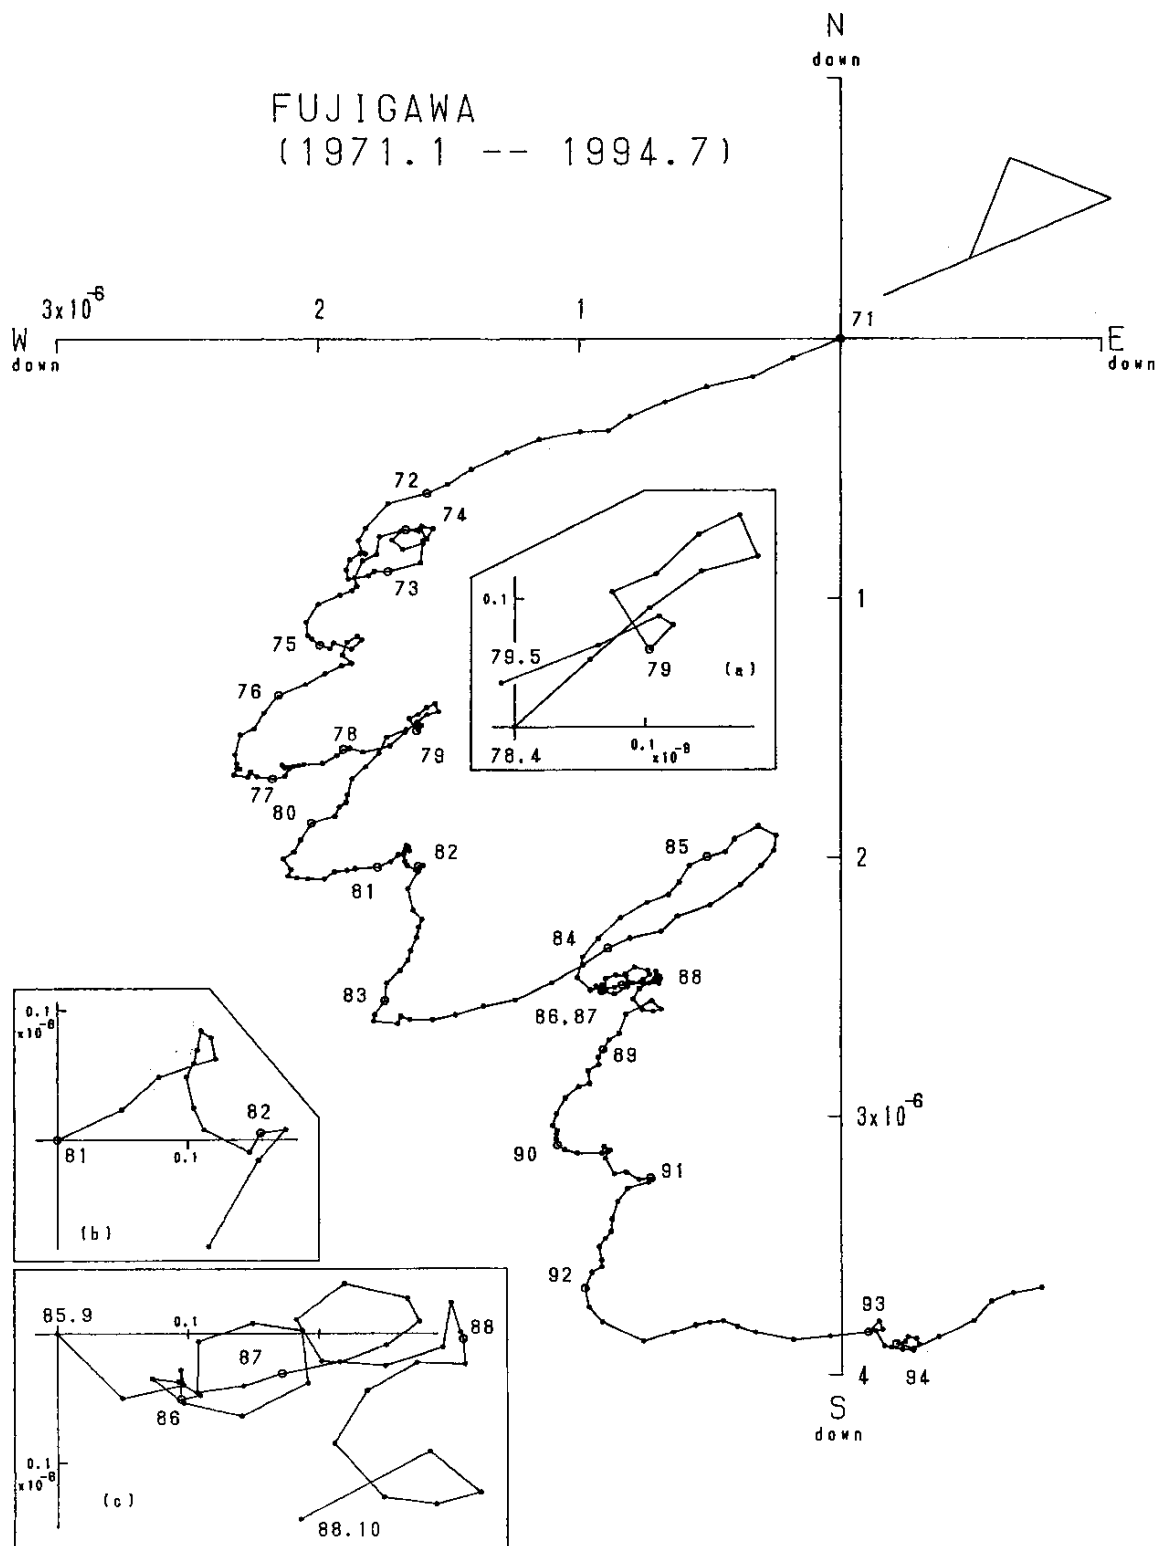 N
down
FUJIGAWA
(1971.1 -- 1994.7)
3x10⁻⁶
2
1
71
W
down
E
down
72
74
73
0.1
1
75
79.5
79
(a)
76
78
79
78.4
0.1
x10⁻⁶
77
80
82
85
2
81
84
83
88
86,87
0.1
x10⁻⁶
89
82
3x10⁻⁶
81
0.1
90
91
(b)
92
85.9
0.1
88
93
87
86
4
94
S
down
0.1
x10⁻⁶
(c)
88.10